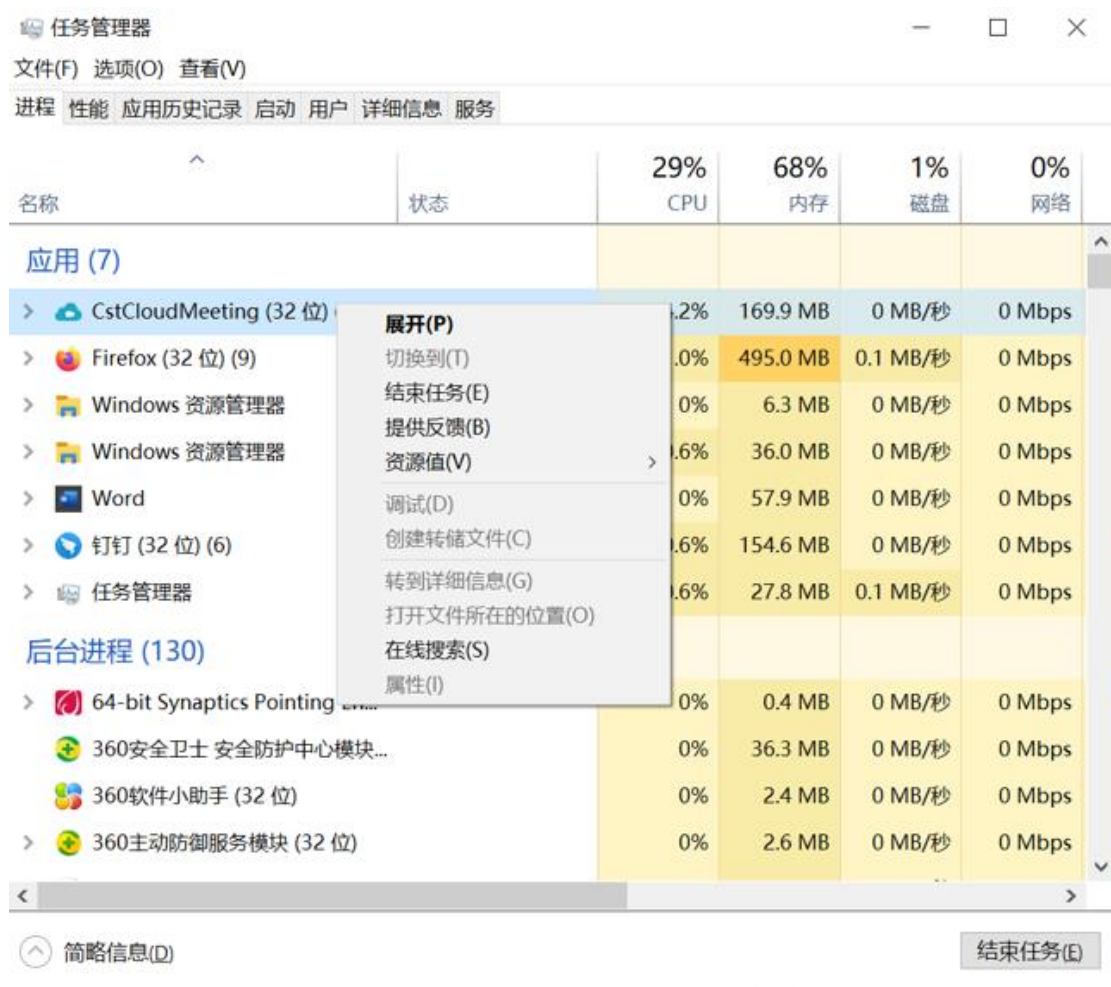 任务管理器
文件(F) 选项(O) 查看(V)
进程 性能 应用历史记录 启动 用户 详细信息 服务
29% 68% 1% 0%
名称 状态 CPU 内存 磁盘 网络
应用 (7)
CstCloudMeeting (32 位) .2% 169.9 MB 0 MB/秒 0 Mbps
展开(P)
Firefox (32 位) (9) .0% 495.0 MB 0.1 MB/秒 0 Mbps
切换到(T)
结束任务(E)
Windows 资源管理器 0% 6.3 MB 0 MB/秒 0 Mbps
提供反馈(B)
Windows 资源管理器 .6% 36.0 MB 0 MB/秒 0 Mbps
资源值(V)
Word 0% 57.9 MB 0 MB/秒 0 Mbps
调试(D)
创建转储文件(C)
钉钉 (32 位) (6) .6% 154.6 MB 0 MB/秒 0 Mbps
转到详细信息(G)
任务管理器 .6% 27.8 MB 0.1 MB/秒 0 Mbps
打开文件所在的位置(O)
后台进程 (130)
在线搜索(S)
属性(I)
64-bit Synaptics Pointing 0% 0.4 MB 0 MB/秒 0 Mbps
360安全卫士 安全防护中心模块... 0% 36.3 MB 0 MB/秒 0 Mbps
360软件小助手 (32 位) 0% 2.4 MB 0 MB/秒 0 Mbps
360主动防御服务模块 (32 位) 0% 2.6 MB 0 MB/秒 0 Mbps
简略信息(D) 结束任务(E)